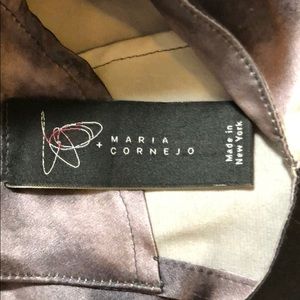 + MARIA
CORNEJO
Made in
New York